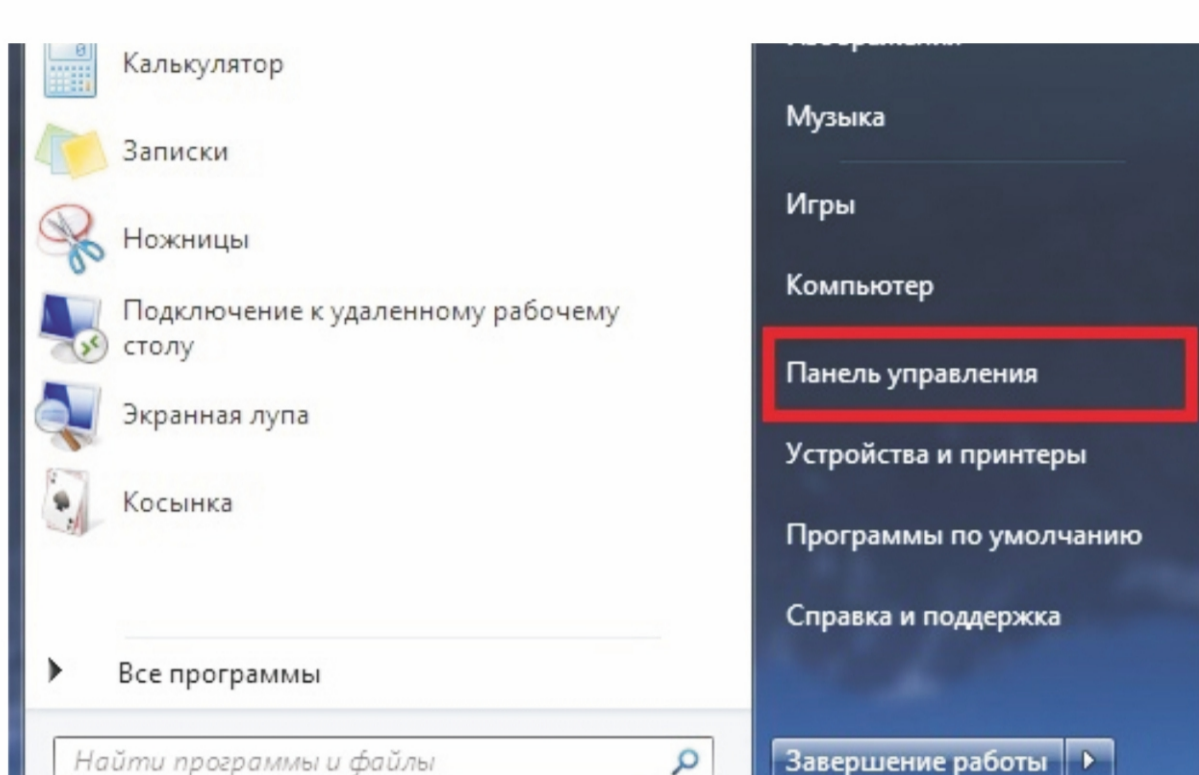 Калькулятор
Записки
Ножницы
Подключение к удаленному рабочему
столу
Экранная лупа
Косынка
Все программы
Найти программы и файлы
Изображения
Музыка
Игры
Компьютер
Панель управления
Устройства и принтеры
Программы по умолчанию
Справка и поддержка
Завершение работы